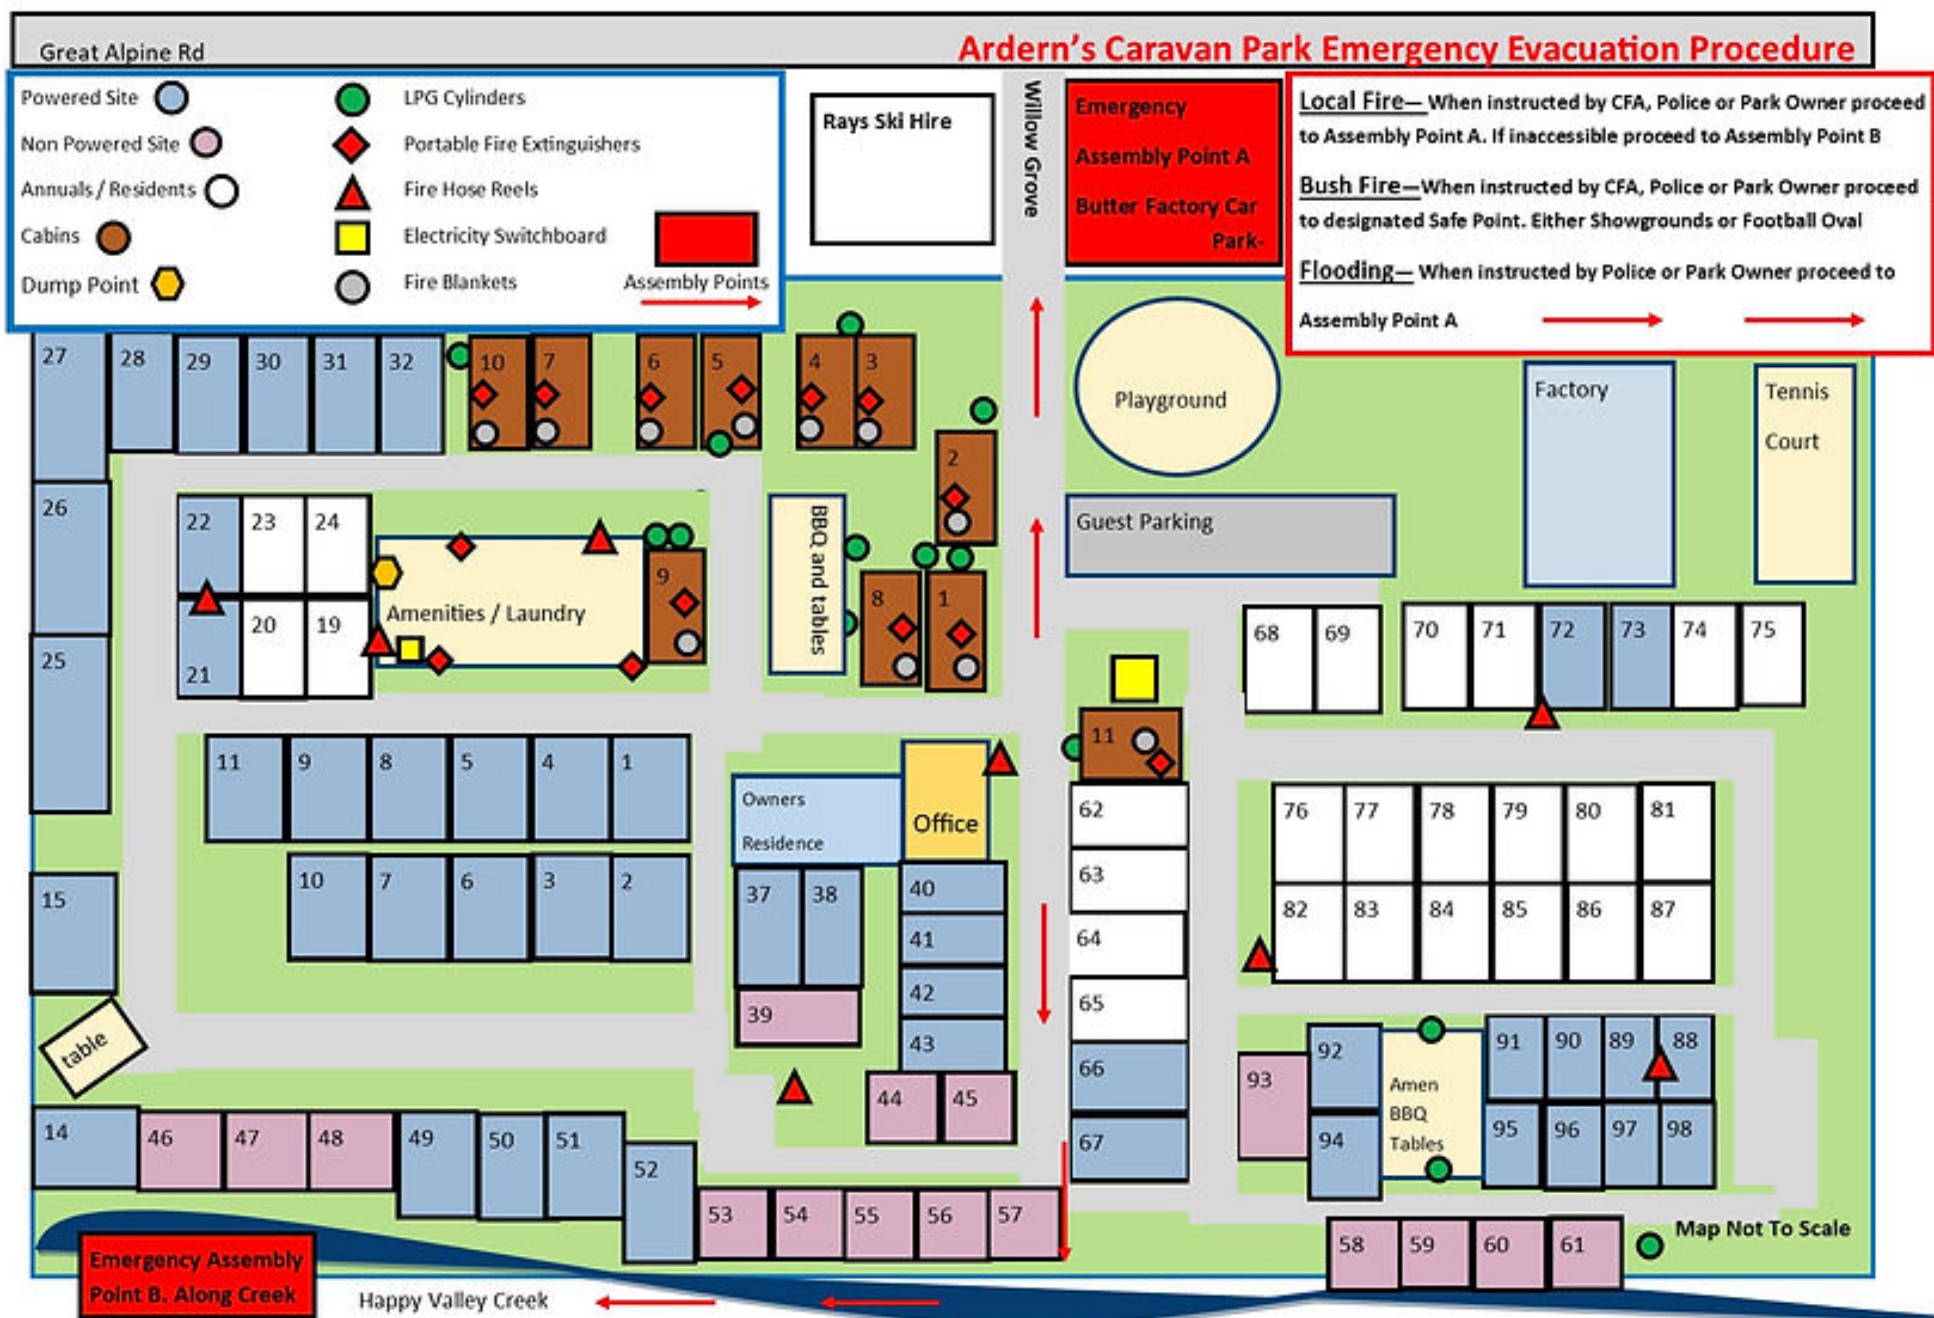 Great Alpine Rd
Ardern's Caravan Park Emergency Evacuation Procedure
Powered Site
Non Powered Site
Annuals / Residents
Cabins
Dump Point
LPG Cylinders
Portable Fire Extinguishers
Fire Hose Reels
Electricity Switchboard
Fire Blankets
Assembly Points
Rays Ski Hire
Willow Grove
Emergency
Assembly Point A
Butter Factory Car
Park-
Local Fire— When instructed by CFA, Police or Park Owner proceed
to Assembly Point A. If inaccessible proceed to Assembly Point B
Bush Fire—When instructed by CFA, Police or Park Owner proceed
to designated Safe Point. Either Showgrounds or Football Oval
Flooding— When instructed by Police or Park Owner proceed to
Assembly Point A
27
28
29
30
31
32
10
7
6
5
4
3
2
Playground
Factory
Tennis
Court
26
22
23
24
BBQ and tables
Guest Parking
9
8
1
Amenities / Laundry
25
21
20
19
68
69
70
71
72
73
74
75
11
9
8
5
4
1
Owners
Residence
Office
11
62
76
77
78
79
80
81
15
10
7
6
3
2
37
38
40
63
82
83
84
85
86
87
41
64
42
65
39
43
66
table
44
45
67
92
93
94
Amen
BBQ
Tables
91
90
89
88
95
96
97
98
14
46
47
48
49
50
51
52
53
54
55
56
57
58
59
60
61
Map Not To Scale
Emergency Assembly
Point B. Along Creek
Happy Valley Creek